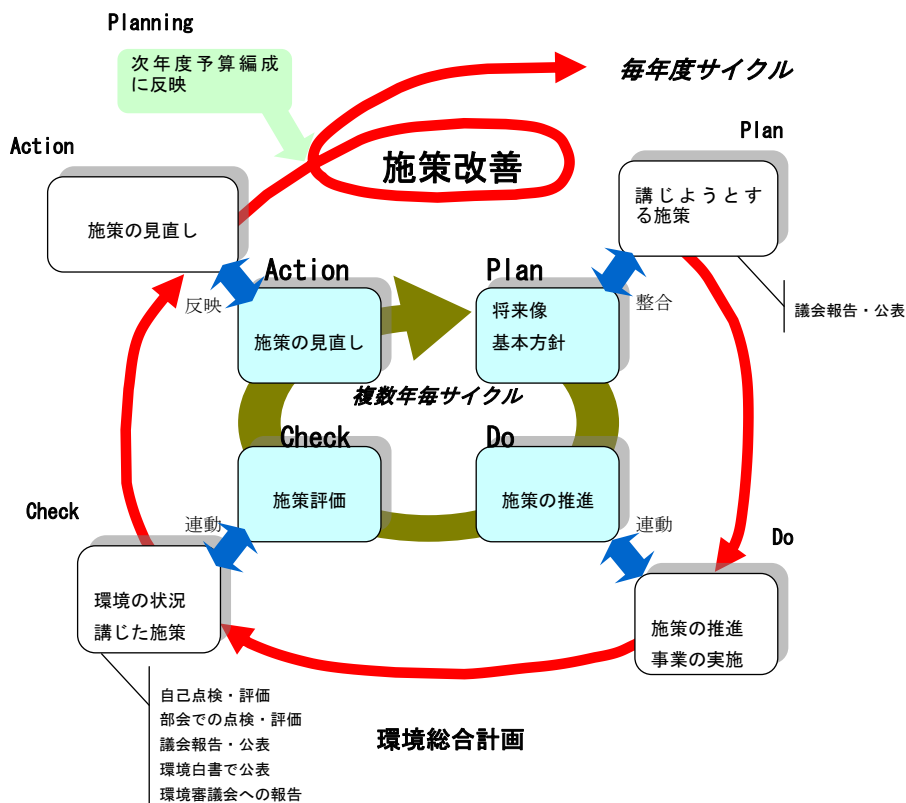 Planning
次年度予算編成
に反映
毎年度サイクル
Action
施策改善
Plan
施策の見直し
講じようとす
る施策
Action
Plan
反映
整合
議会報告・公表
施策の見直し
将来像
基本方針
複数年毎サイクル
Check
Do
施策評価
施策の推進
Check
連動
連動
Do
環境の状況
講じた施策
施策の推進
事業の実施
自己点検・評価
部会での点検・評価
議会報告・公表
環境白書で公表
環境審議会への報告
環境総合計画